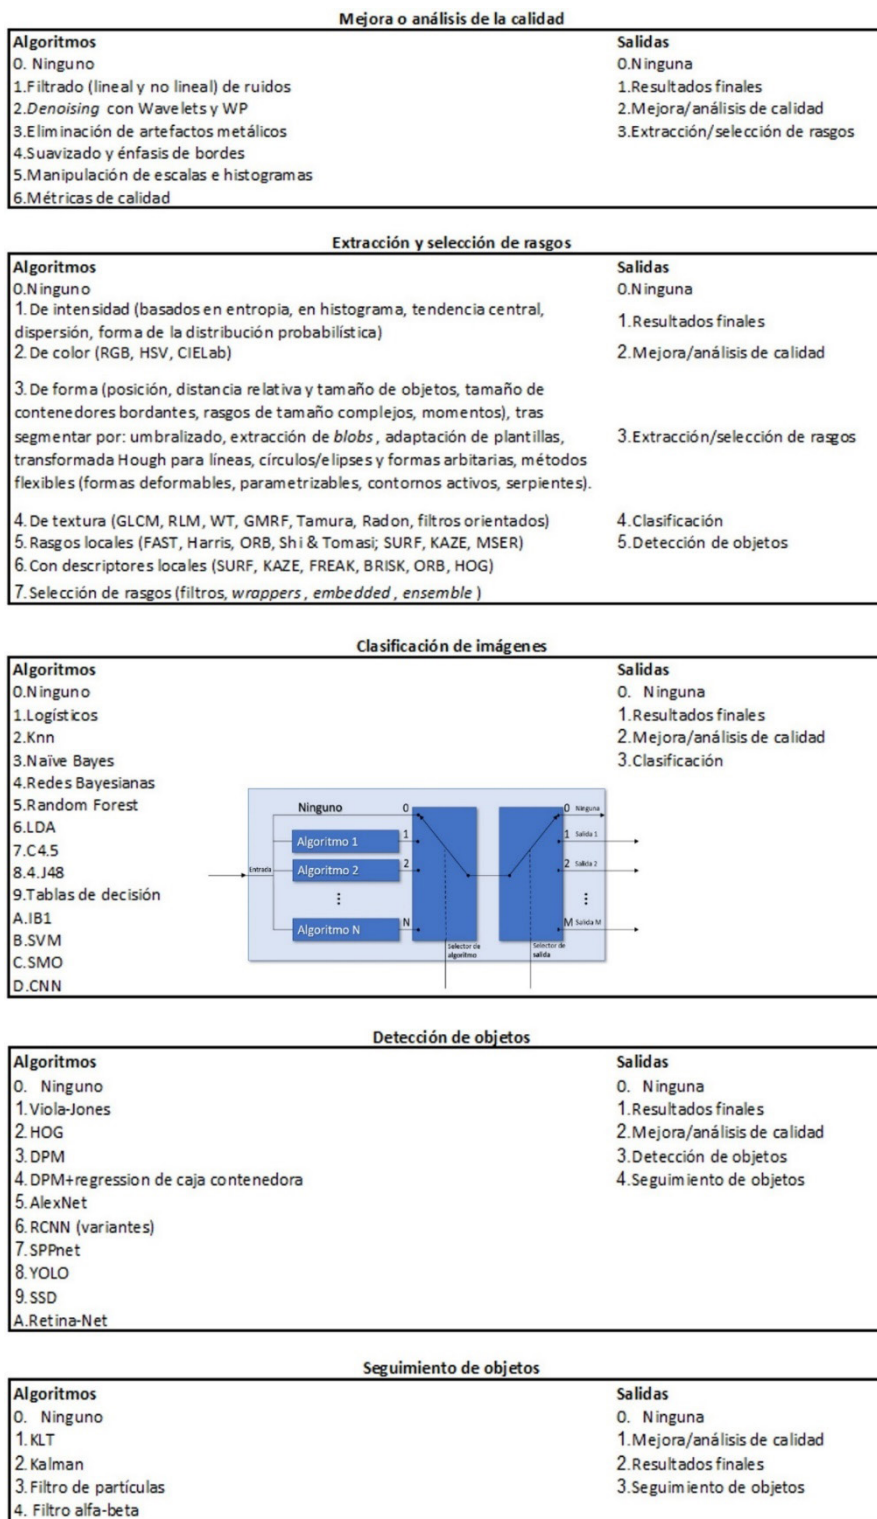 Mejora o análisis de la calidad
Algoritmos Salidas
0. Ninguno 0.Ninguna
1.Filtrado (lineal y no lineal) de ruidos 1.Resultados finales
2.Denoising con Wavelets y WP 2.Mejora/análisis de calidad
3.Eliminación de artefactos metálicos 3.Extracción/selección de rasgos
4.Suavizado y énfasis de bordes
5.Manipulación de escalas e histogramas
6.Métricas de calidad
Extracción y selección de rasgos
Algoritmos Salidas
0.Ninguno 0.Ninguna
1.De intensidad (basados en entropia, en histograma, tendencia central,
dispersión, forma de la distribución probabilística) 1.Resultados finales
2.De color (RGB, HSV, CIELab) 2.Mejora/análisis de calidad
3.De forma (posición, distancia relativa y tamaño de objetos, tamaño de
contenedores bordantes, rasgos de tamaño complejos, momentos), tras
segmentar por: umbralizado, extracción de blobs, adaptación de plantillas, 3.Extracción/selección de rasgos
transformada Hough para líneas, círculos/elipses y formas arbitrarias, métodos
flexibles (formas deformables, parametrizables, contornos activos, serpientes).
4.De textura (GLCM, RLM, WT, GMRF, Tamura, Radon, filtros orientados) 4.Clasificación
5.Rasgos locales (FAST, Harris, ORB, Shi & Tomasi; SURF, KAZE, MSER) 5.Detección de objetos
6.Con descriptores locales (SURF, KAZE, FREAK, BRISK, ORB, HOG)
7.Selección de rasgos (filtros, wrappers, embedded, ensemble)
Clasificación de imágenes
Algoritmos Salidas
0.Ninguno 0. Ninguna
1.Logísticos 1.Resultados finales
2.Knn 2.Mejora/análisis de calidad
3.Naïve Bayes 3.Clasificación
4.Redes Bayesianas
5.Random Forest
6.LDA
7.C4.5
8.4.J48
9.Tablas de decisión
A.IB1
B.SVM
C.SMO
D.CNN
Ninguno 0 0 Ninguna
Algoritmo 1 1 1 Salida 1
Entrada Algoritmo 2 2 2 Salida 2
⋮ ⋮
Algoritmo N N M Salida M
Selector de algoritmo Selector de salida
Detección de objetos
Algoritmos Salidas
0. Ninguno 0. Ninguna
1.Viola-Jones 1.Resultados finales
2.HOG 2.Mejora/análisis de calidad
3.DPM 3.Detección de objetos
4.DPM+regression de caja contenedora 4.Seguimiento de objetos
5.AlexNet
6.RCNN (variantes)
7.SPPnet
8.YOLO
9.SSD
A.Retina-Net
Seguimiento de objetos
Algoritmos Salidas
0. Ninguno 0. Ninguna
1.KLT 1.Mejora/análisis de calidad
2.Kalman 2.Resultados finales
3.Filtro de partículas 3.Seguimiento de objetos
4. Filtro alfa-beta